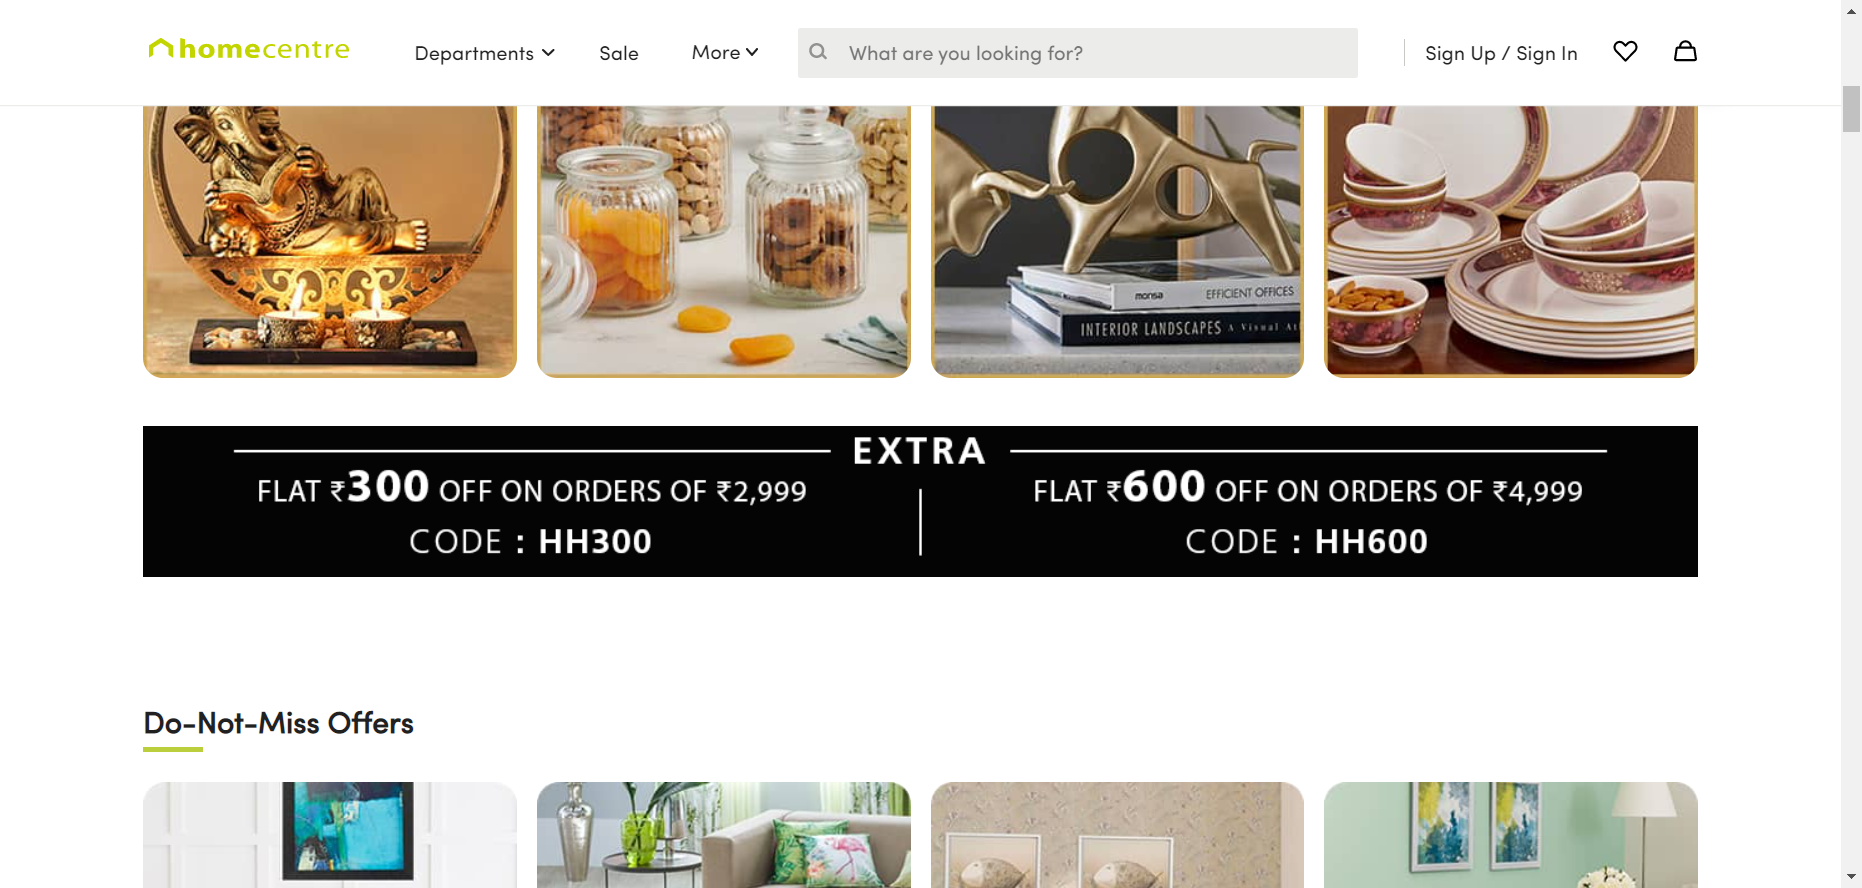 homecentre
Departments
Sale
More
What are you looking for?
Sign Up / Sign In
monsa EFFICIENT OFFICES
INTERIOR LANDSCAPES A Visual
EXTRA
FLAT ₹300 OFF ON ORDERS OF ₹2,999
CODE : HH300
FLAT ₹600 OFF ON ORDERS OF ₹4,999
CODE : HH600
Do-Not-Miss Offers